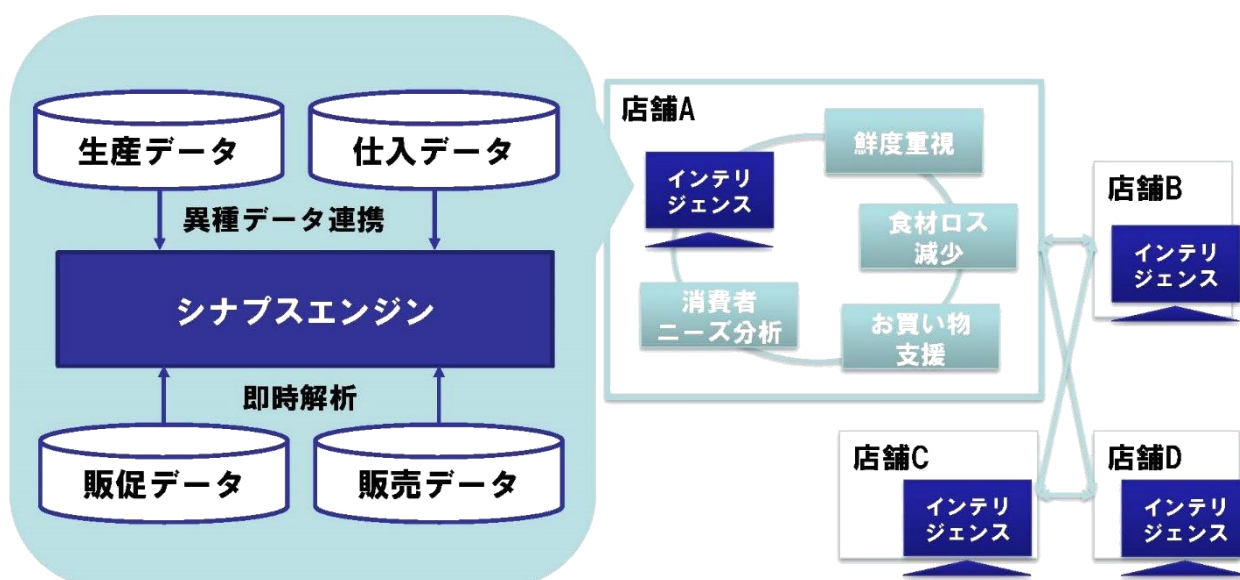 生産データ
仕入データ
異種データ連携
シナプスエンジン
即時解析
販促データ
販売データ
店舗A
インテリ
ジェンス
鮮度重視
食材ロス
減少
お買い物
支援
消費者
ニーズ分析
店舗B
インテリ
ジェンス
店舗C
インテリ
ジェンス
店舗D
インテリ
ジェンス